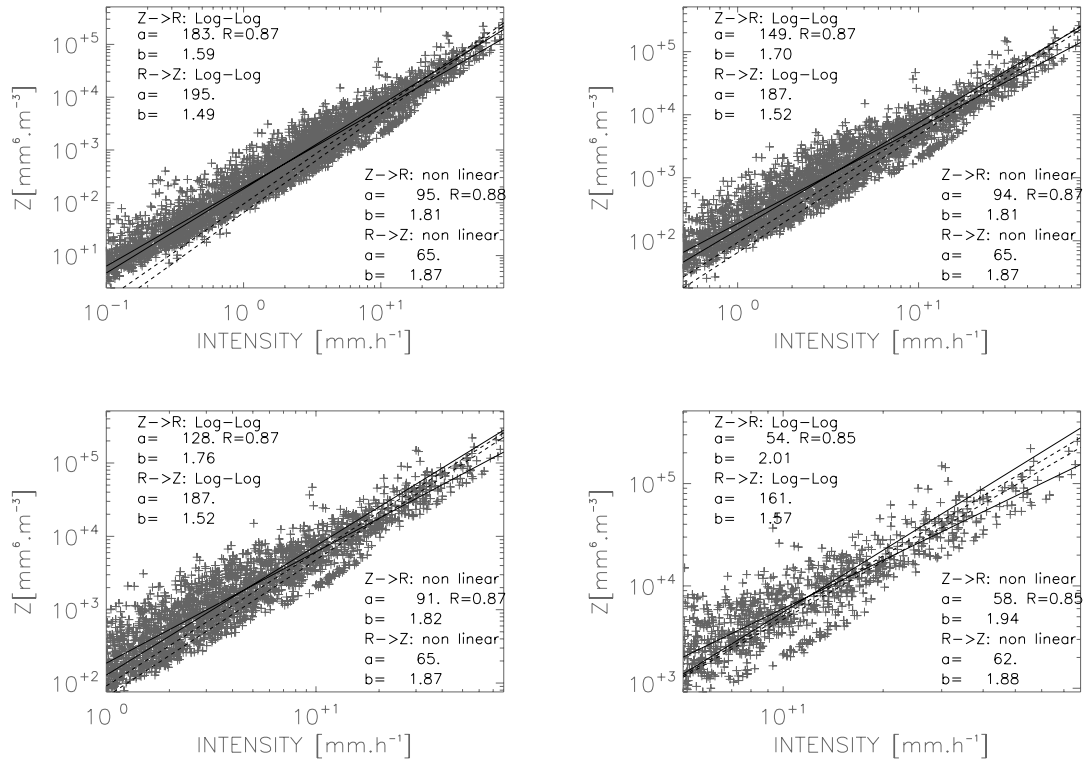 Z->R: Log-Log
a= 183. R=0.87
b= 1.59
R->Z: Log-Log
a= 195.
b= 1.49
Z->R: non linear
a= 95. R=0.88
b= 1.81
R->Z: non linear
a= 65.
b= 1.87
10⁺⁵
10⁺⁴
10⁺³
10⁺²
10⁺¹
Z[mm⁶.m⁻³]
10⁻¹ 10⁰ 10⁺¹
INTENSITY [mm.h⁻¹]
Z->R: Log-Log
a= 149. R=0.87
b= 1.70
R->Z: Log-Log
a= 187.
b= 1.52
Z->R: non linear
a= 94. R=0.87
b= 1.81
R->Z: non linear
a= 65.
b= 1.87
10⁺⁵
10⁺⁴
10⁺³
10⁺²
Z[mm⁶.m⁻³]
10⁰ 10⁺¹
INTENSITY [mm.h⁻¹]
Z->R: Log-Log
a= 128. R=0.87
b= 1.76
R->Z: Log-Log
a= 187.
b= 1.52
Z->R: non linear
a= 91. R=0.87
b= 1.82
R->Z: non linear
a= 65.
b= 1.87
10⁺⁵
10⁺⁴
10⁺³
10⁺²
Z[mm⁶.m⁻³]
10⁰ 10⁺¹
INTENSITY [mm.h⁻¹]
Z->R: Log-Log
a= 54. R=0.85
b= 2.01
R->Z: Log-Log
a= 161.
b= 1.57
Z->R: non linear
a= 58. R=0.85
b= 1.94
R->Z: non linear
a= 62.
b= 1.88
10⁺⁵
10⁺⁴
10⁺³
Z[mm⁶.m⁻³]
10⁺¹
INTENSITY [mm.h⁻¹]